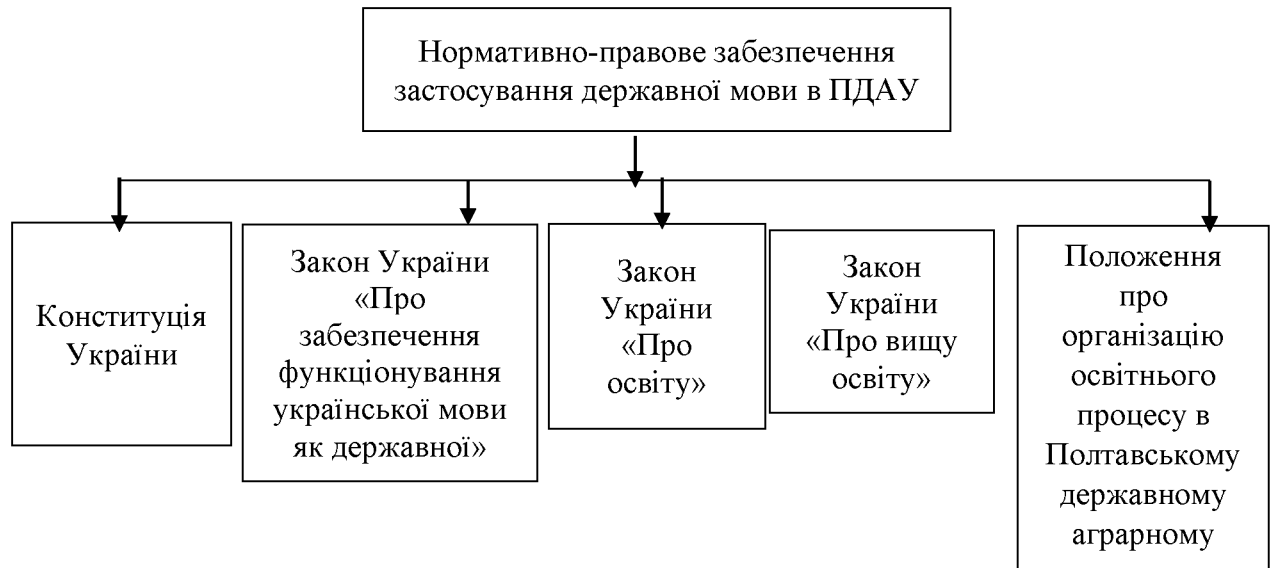 Нормативно-правове забезпечення
застосування державної мови в ПДАУ
Конституція
України
Закон України
«Про
забезпечення
функціонування
української мови
як державної»
Закон
України
«Про
освіту»
Закон
України
«Про вищу
освіту»
Положення
про
організацію
освітнього
процесу в
Полтавському
державному
аграрному